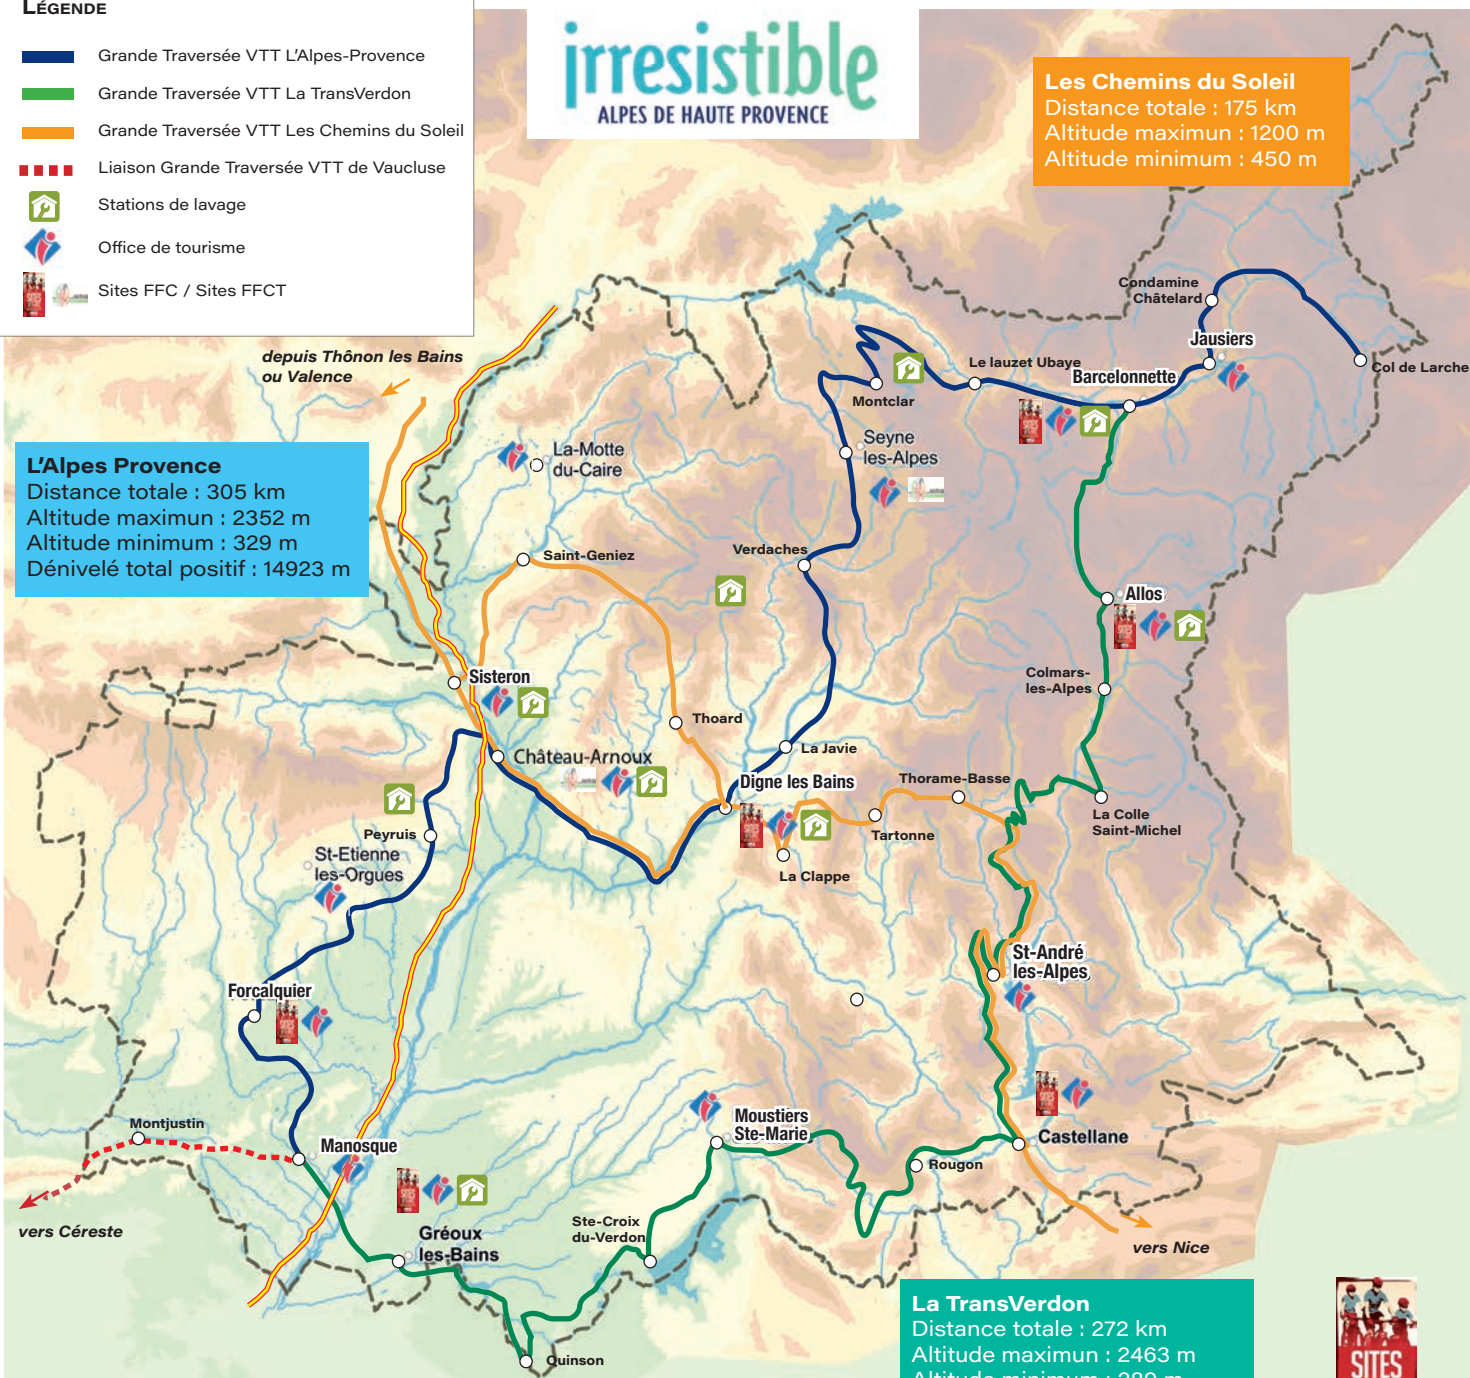 LÉGENDE
Grande Traversée VTT L'Alpes-Provence
Grande Traversée VTT La TransVerdon
Grande Traversée VTT Les Chemins du Soleil
Liaison Grande Traversée VTT de Vaucluse
Stations de lavage
Office de tourisme
Sites FFC / Sites FFCT
irresistible
ALPES DE HAUTE PROVENCE
Les Chemins du Soleil
Distance totale : 175 km
Altitude maximun : 1200 m
Altitude minimum : 450 m
depuis Thônon les Bains
ou Valence
L'Alpes Provence
Distance totale : 305 km
Altitude maximun : 2352 m
Altitude minimum : 329 m
Dénivelé total positif : 14923 m
Condamine
Châtelard
Jausiers
Col de Larche
Le lauzet Ubaye
Barcelonnette
Montclar
Seyne
les-Alpes
La-Motte
du-Caire
Saint-Geniez
Verdaches
Allos
Colmars-
les-Alpes
Sisteron
Thoard
La Javie
Château-Arnoux
Digne les Bains
Thorame-Basse
La Colle
Saint-Michel
Tartonne
La Clappe
Peyruis
St-Etienne
les-Orgues
St-André
les-Alpes
Forcalquier
Montjustin
Manosque
Moustiers
Ste-Marie
Castellane
Rougon
vers Céreste
Gréoux
les-Bains
Ste-Croix
du-Verdon
vers Nice
Quinson
La TransVerdon
Distance totale : 272 km
Altitude maximun : 2463 m
Altitude minimum : 289 m
SITES